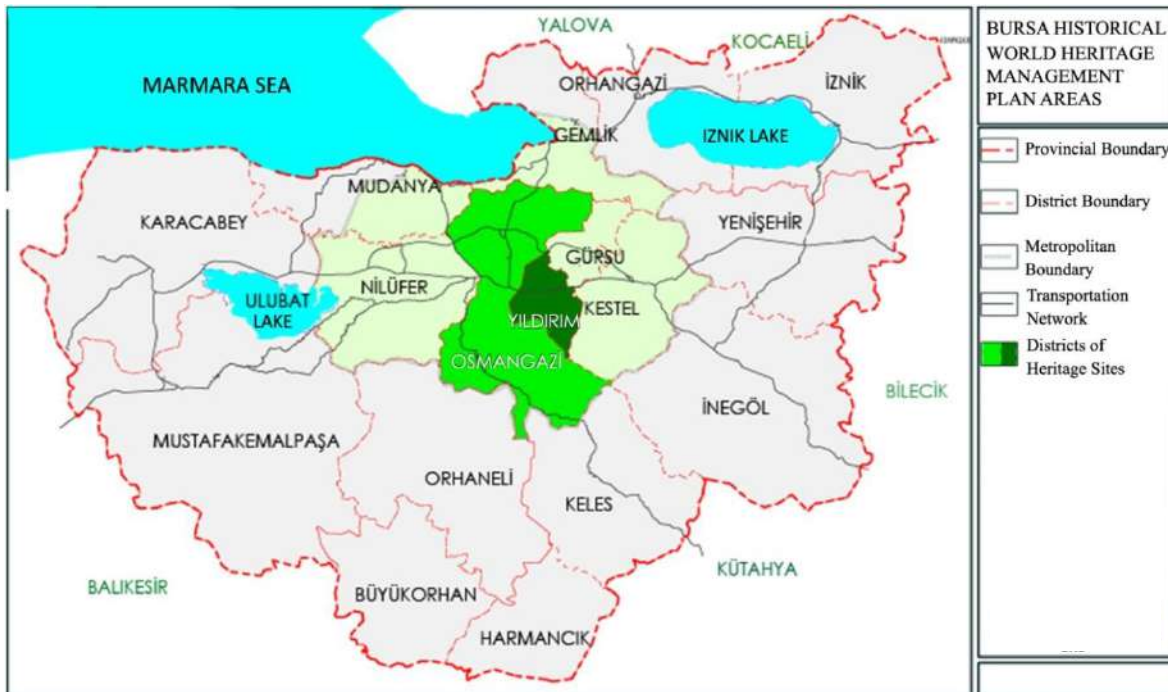 YALOVA
KOCAELİ
ORHANGAZİ
İZNİK
MARMARA SEA
GEMLİK
IZNIK LAKE
MUDANYA
KARACABEY
YENİŞEHİR
GÜRSU
NİLÜFER
ULUBAT
LAKE
KESTEL
YILDIRIM
OSMANGAZİ
BİLECİK
İNEGÖL
MUSTAFAKEMALPAŞA
ORHANELİ
KELES
KÜTAHYA
BALIKESİR
BÜYÜKORHAN
HARMANCIK
BURSA HISTORICAL
WORLD HERITAGE
MANAGEMENT
PLAN AREAS
Provincial Boundary
District Boundary
Metropolitan
Boundary
Transportation
Network
Districts of
Heritage Sites